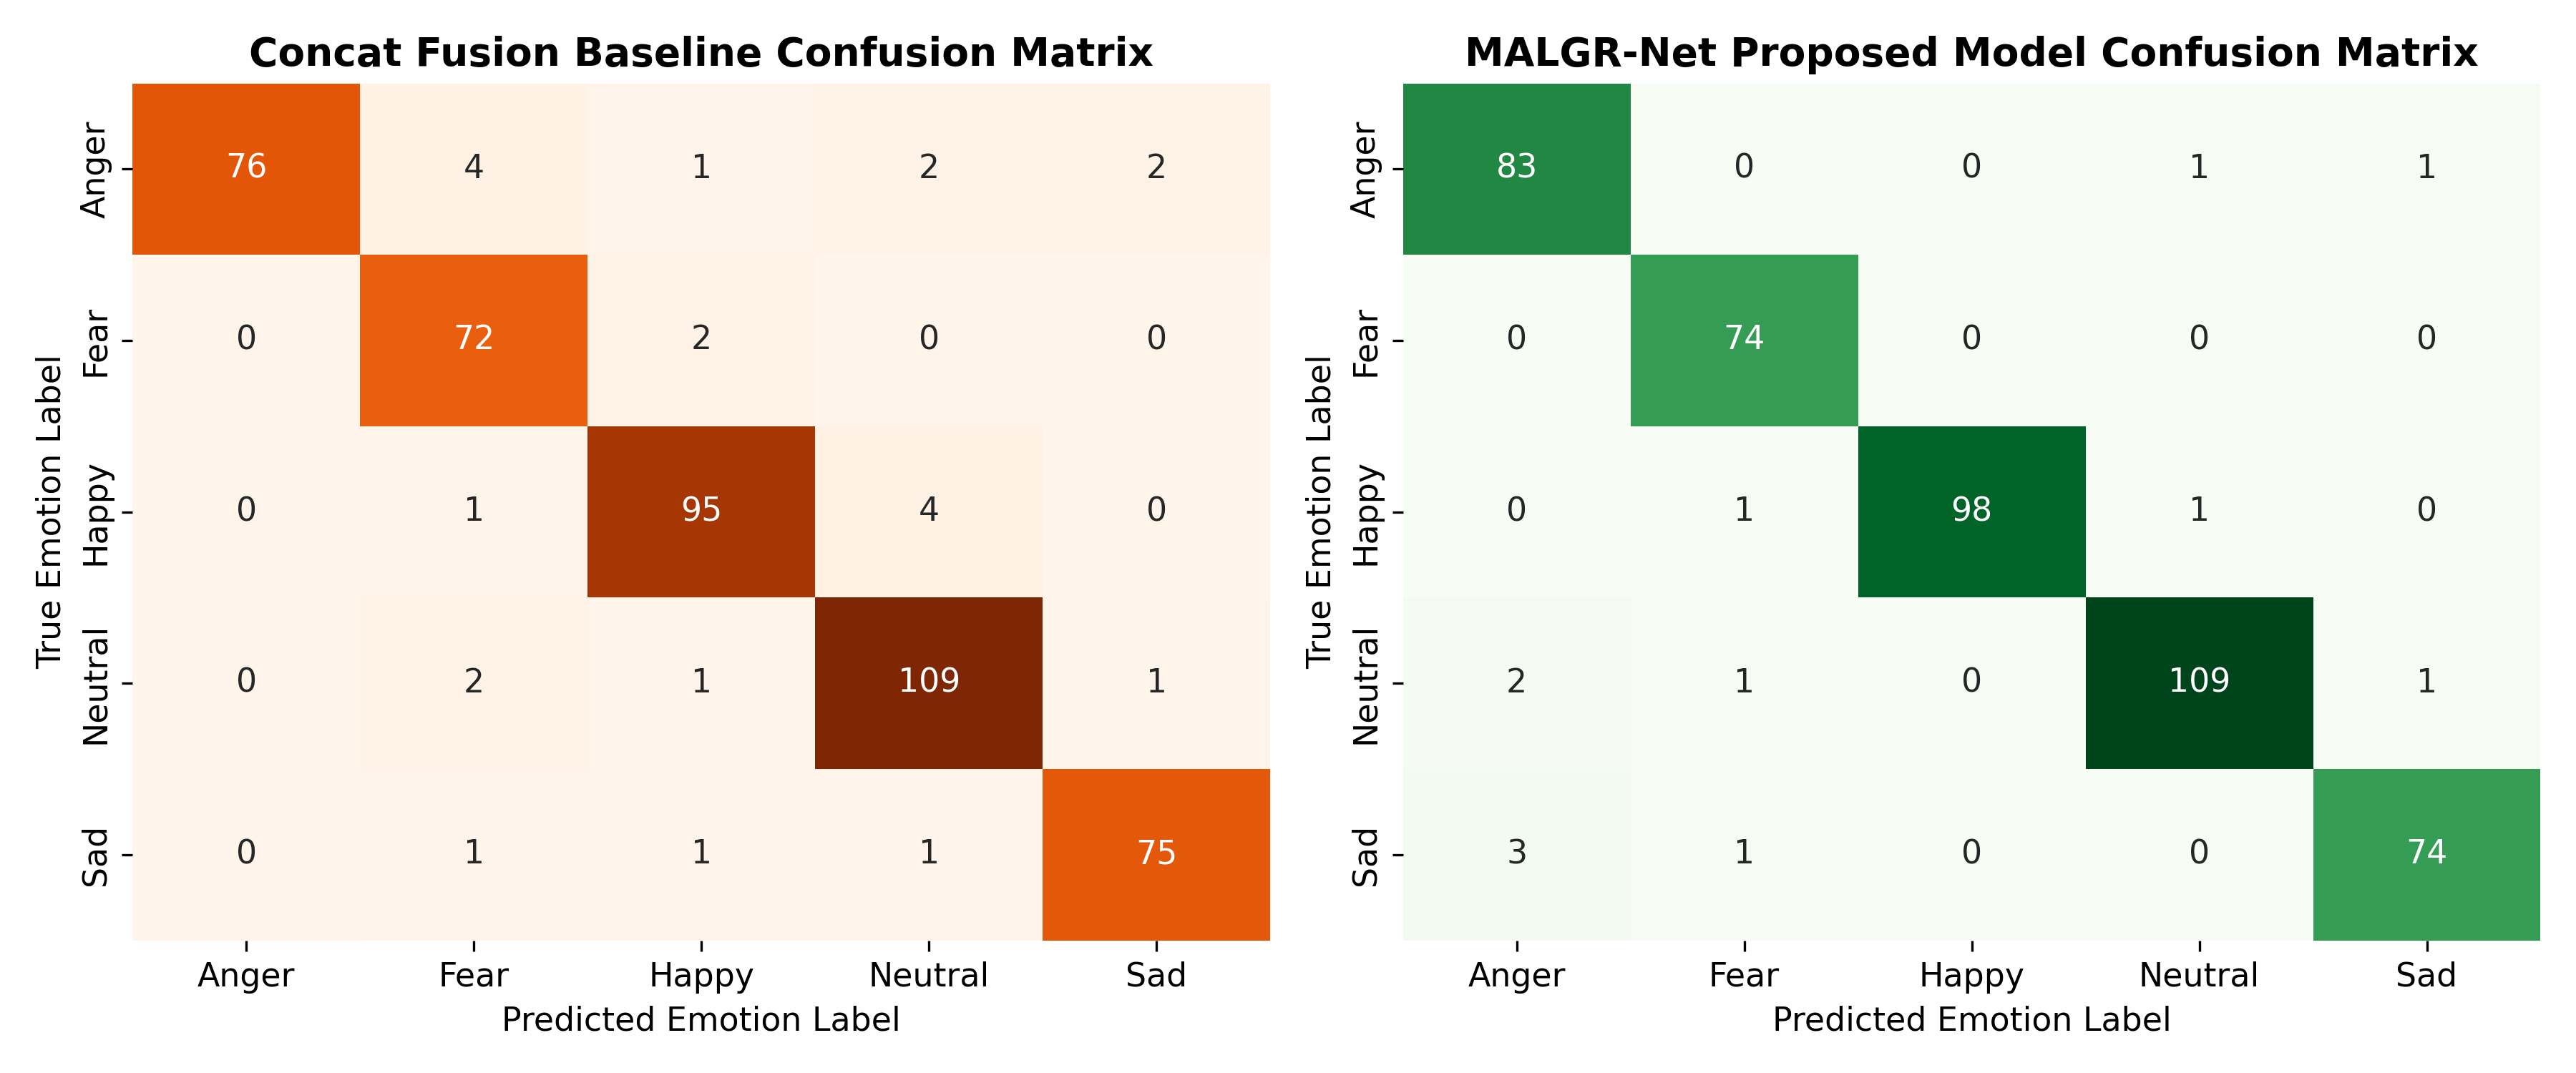 Concat Fusion Baseline Confusion Matrix
True Emotion Label
Anger 76 4 1 2 2
Fear 0 72 2 0 0
Happy 0 1 95 4 0
Neutral 0 2 1 109 1
Sad 0 1 1 1 75
Anger Fear Happy Neutral Sad
Predicted Emotion Label
MALGR-Net Proposed Model Confusion Matrix
True Emotion Label
Anger 83 0 0 1 1
Fear 0 74 0 0 0
Happy 0 1 98 1 0
Neutral 2 1 0 109 1
Sad 3 1 0 0 74
Anger Fear Happy Neutral Sad
Predicted Emotion Label